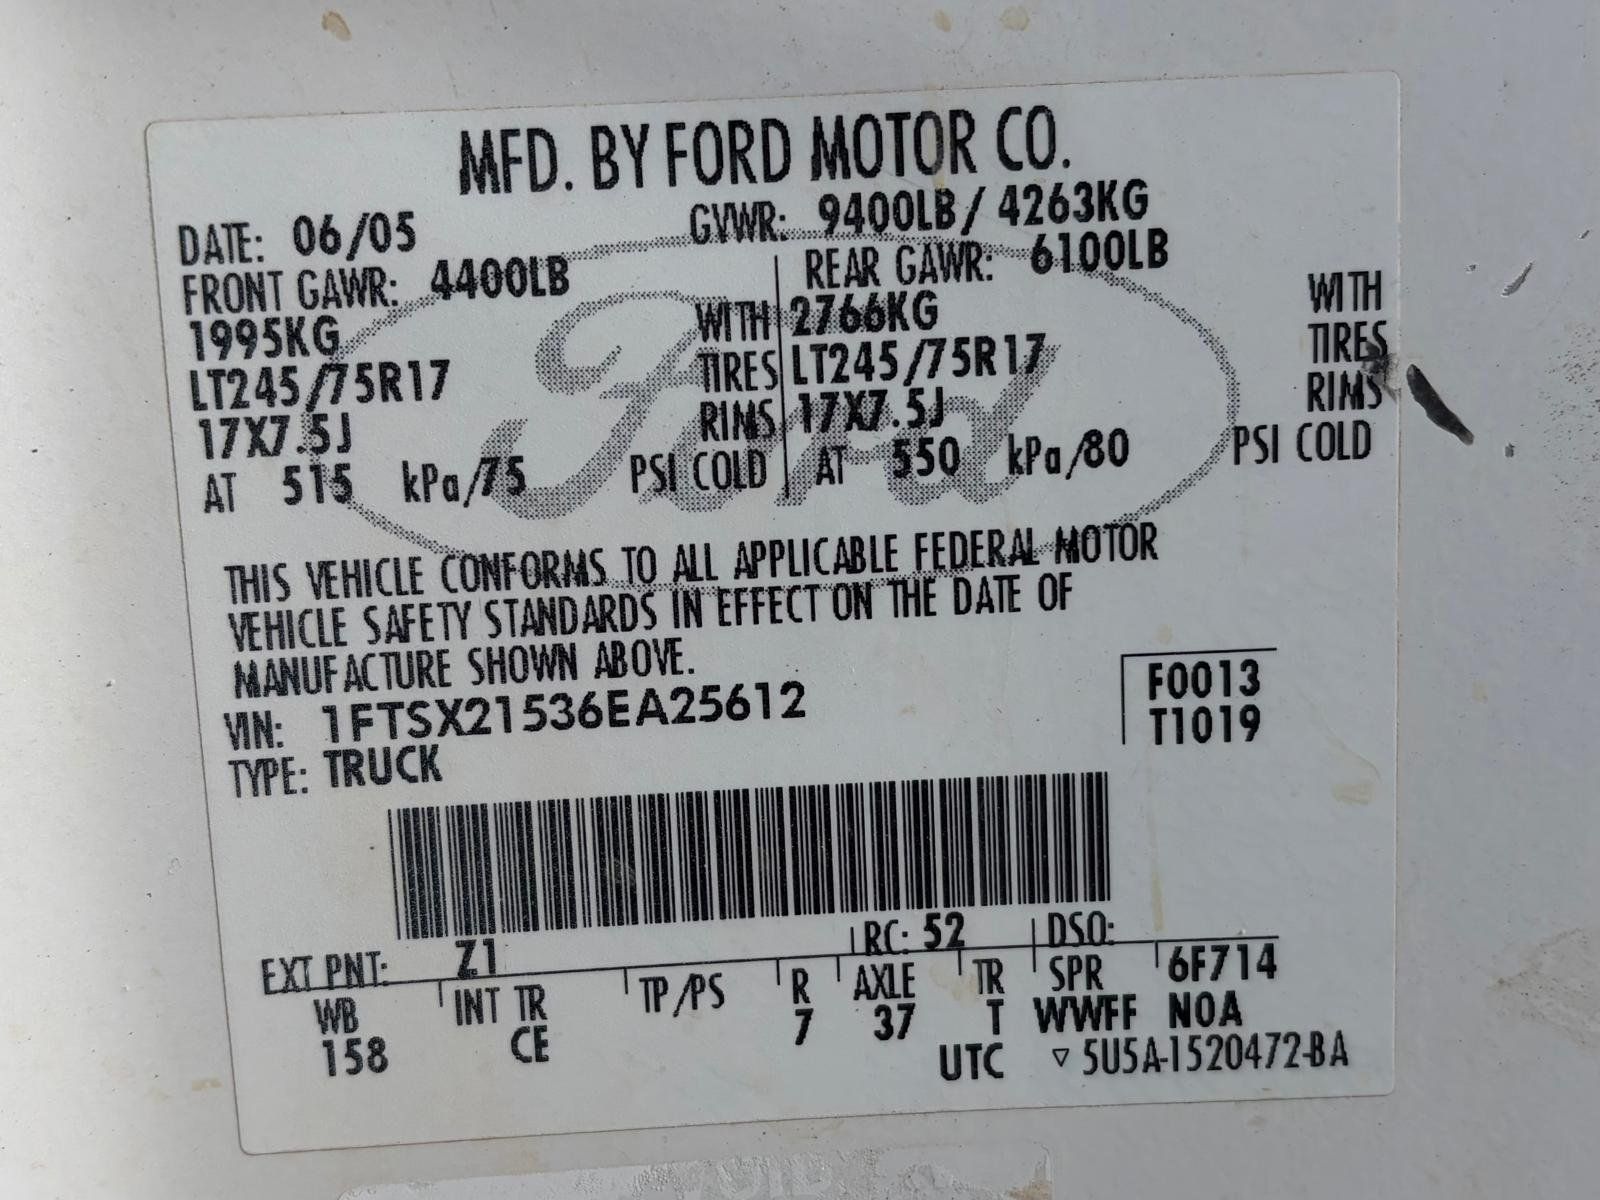 MFD. BY FORD MOTOR CO.
DATE: 06/05 GVWR: 9400LB/ 4263KG
FRONT GAWR: 4400LB REAR GAWR: 6100LB
1995KG WITH 2766KG WITH
LT245/75R17 TIRES LT245/75R17 TIRES
17X7.5J RIMS 17X7.5J RIMS
AT 515 kPa/75 PSI COLD AT 550 kPa/80 PSI COLD
Ford
THIS VEHICLE CONFORMS TO ALL APPLICABLE FEDERAL MOTOR
VEHICLE SAFETY STANDARDS IN EFFECT ON THE DATE OF
MANUFACTURE SHOWN ABOVE.
VIN: 1FTSX21536EA25612 F0013
TYPE: TRUCK T1019
EXT PNT: Z1 RC: 52 DSO:
WB INT TR TP/PS R AXLE TR SPR 6F714
158 CE 7 37 T WWFF N0A
UTC ▽ 5U5A-1520472-BA